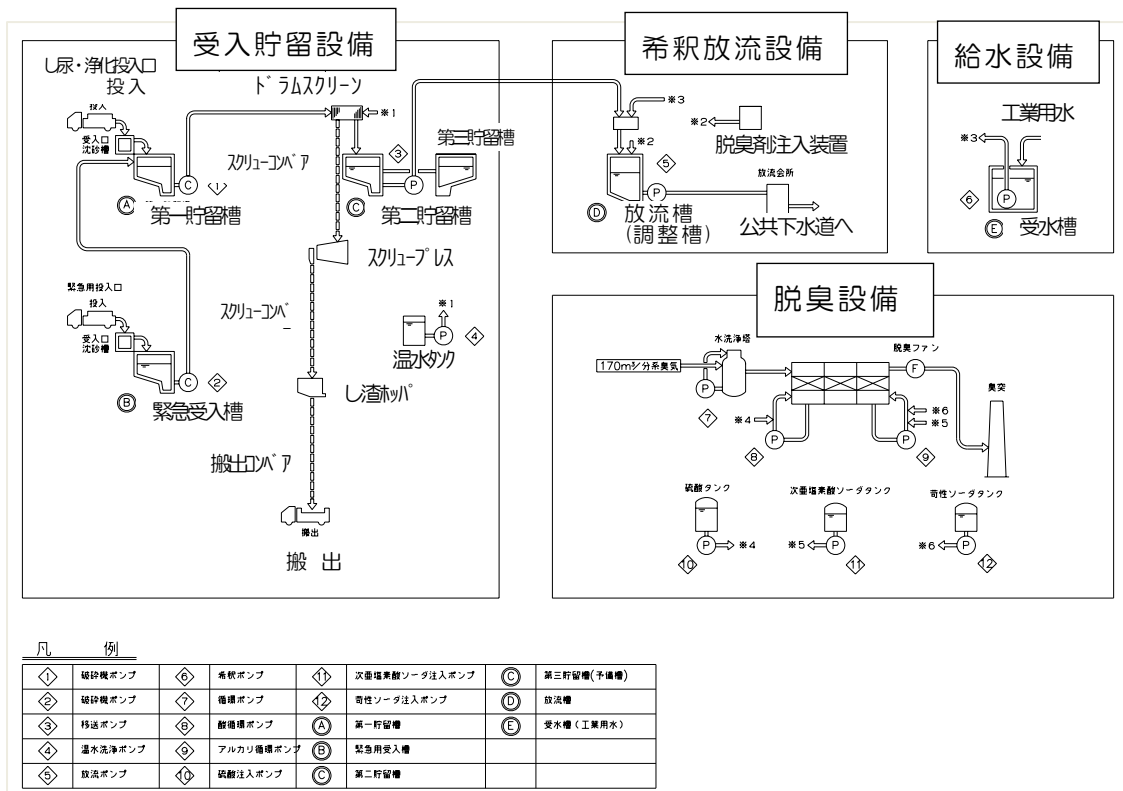 受入貯留設備
し尿・浄化投入口
投入
投入
受入口
沈砂槽
A
第一貯留槽
C
1
ドラムスクリーン
※1
スクリューコンベア
3
第三貯留槽
C
第二貯留槽
P
スクリュープレス
緊急用投入口
投入
受入口
沈砂槽
B
緊急受入槽
C
2
スクリューコンベ
※1
P
4
温水タンク
し渣ホッパ
搬出コンベア
搬出
搬 出
希釈放流設備
※3
※2
※2
脱臭剤注入装置
5
D
放流槽
(調整槽)
P
放流会所
公共下水道へ
給水設備
工業用水
※3
6
P
E
受水槽
脱臭設備
170m³/分系臭気
水洗浄塔
P
7
脱臭ファン
F
臭突
※4
P
8
※6
※5
P
9
硫酸タンク
P
※4
10
次亜塩素酸ソーダタンク
※5
P
11
苛性ソーダタンク
※6
P
12
凡 例
1 破砕機ポンプ 6 希釈ポンプ 11 次亜塩素酸ソーダ注入ポンプ C 第三貯留槽(予備槽)
2 破砕機ポンプ 7 循環ポンプ 12 苛性ソーダ注入ポンプ D 放流槽
3 移送ポンプ 8 酸循環ポンプ A 第一貯留槽 E 受水槽(工業用水)
4 温水洗浄ポンプ 9 アルカリ循環ポンプ B 緊急用受入槽
5 放流ポンプ 10 硫酸注入ポンプ C 第二貯留槽